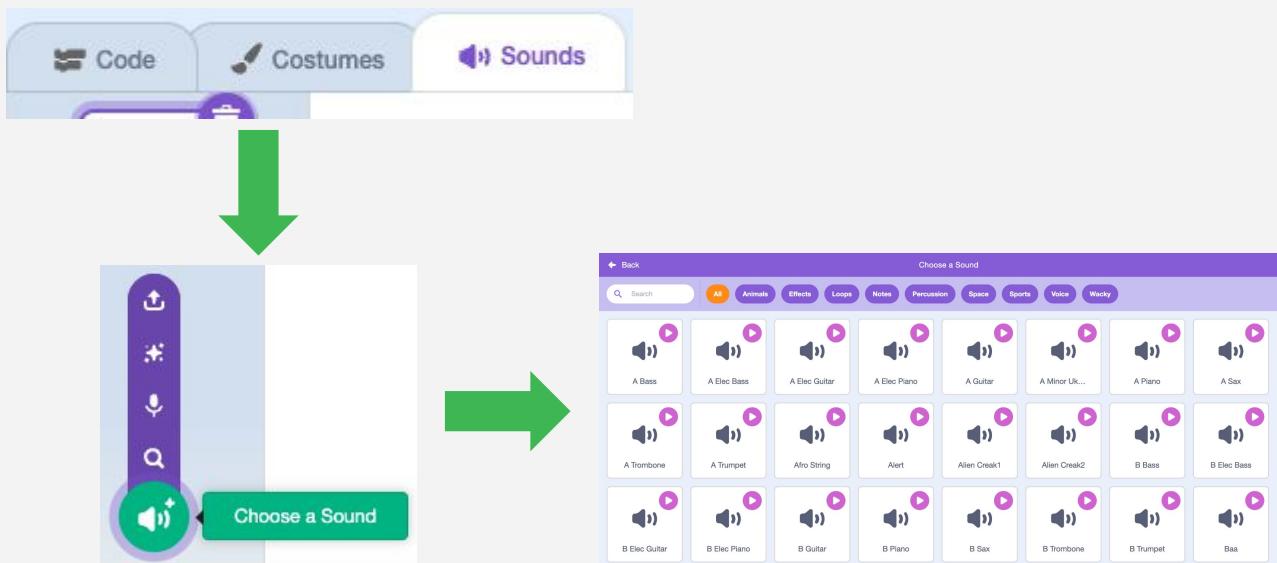 Code Costumes Sounds
Choose a Sound
Back Choose a Sound
Search All Animals Effects Loops Notes Percussion Space Sports Voice Wacky
A Bass A Elec Bass A Elec Guitar A Elec Piano A Guitar A Minor Uk... A Piano A Sax
A Trombone A Trumpet Afro String Alert Alien Creak1 Alien Creak2 B Bass B Elec Bass
B Elec Guitar B Elec Piano B Guitar B Piano B Sax B Trombone B Trumpet Baa